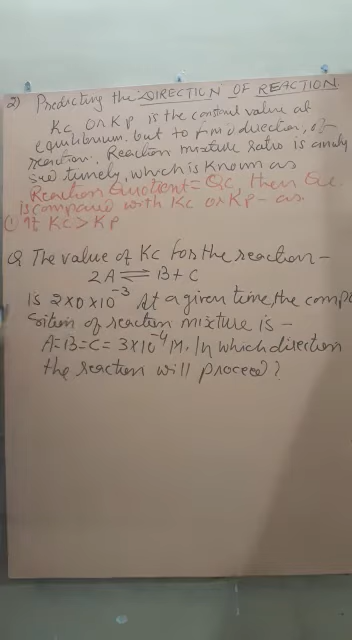 2) Predicting the DIRECTION OF REACTION
Kc OR Kp is the constant value at
equilibrium. but to find direction, of
reaction. Reaction mixture ratio is analy
sed timely, which is known as
Reaction Quotient = Qc, then Qc.
is compared with Kc or Kp - as.
(1) If Kc > Kp
Q The value of Kc for the reaction -
2A ⇌ B + C
is 2×0×10⁻³ At a given time, the compo
sition of reaction mixture is -
A=B=C= 3×10⁻⁴ M. In which direction
the reaction will proceed?